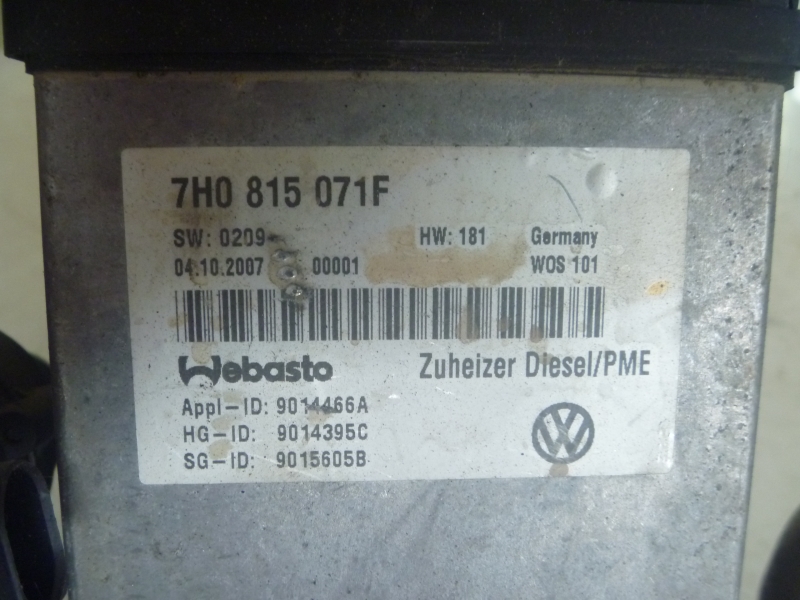 7H0 815 071F
SW: 0209 HW: 181 Germany
04.10.2007 00001 WOS 101
Webasto Zuheizer Diesel/PME
Appl-ID: 9014466A
HG-ID: 9014395C
SG-ID: 9015605B